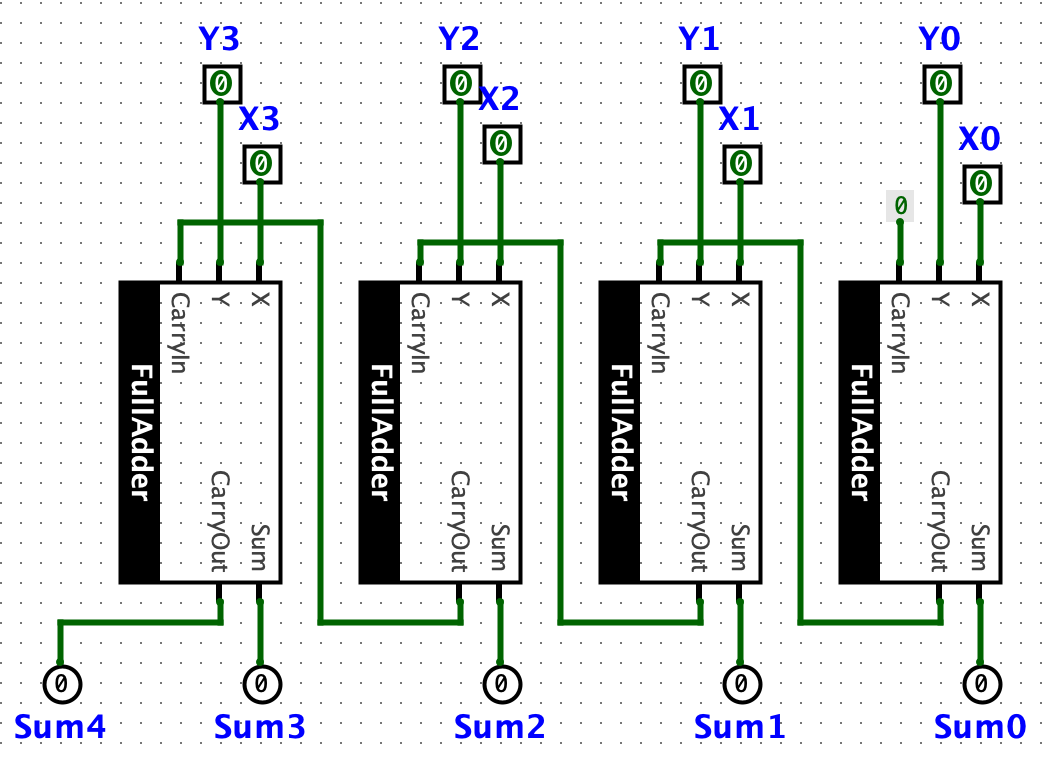 Y3 Y2 Y1 Y0
0 0 0 0
X3 X2 X1 X0
0 0 0 0
0
CarryIn Y X CarryIn Y X CarryIn Y X CarryIn Y X
FullAdder FullAdder FullAdder FullAdder
CarryOut Sum CarryOut Sum CarryOut Sum CarryOut Sum
0 0 0 0 0
Sum4 Sum3 Sum2 Sum1 Sum0